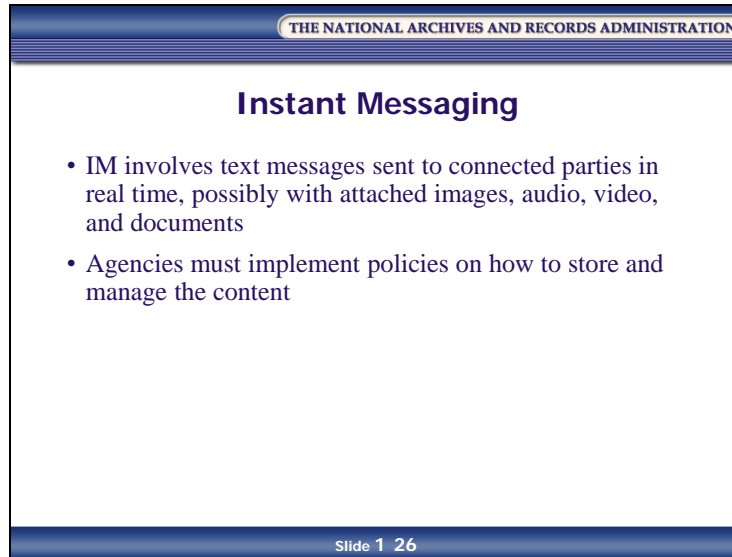 THE NATIONAL ARCHIVES AND RECORDS ADMINISTRATION
Instant Messaging
• IM involves text messages sent to connected parties in
real time, possibly with attached images, audio, video,
and documents
• Agencies must implement policies on how to store and
manage the content
Slide 1 26